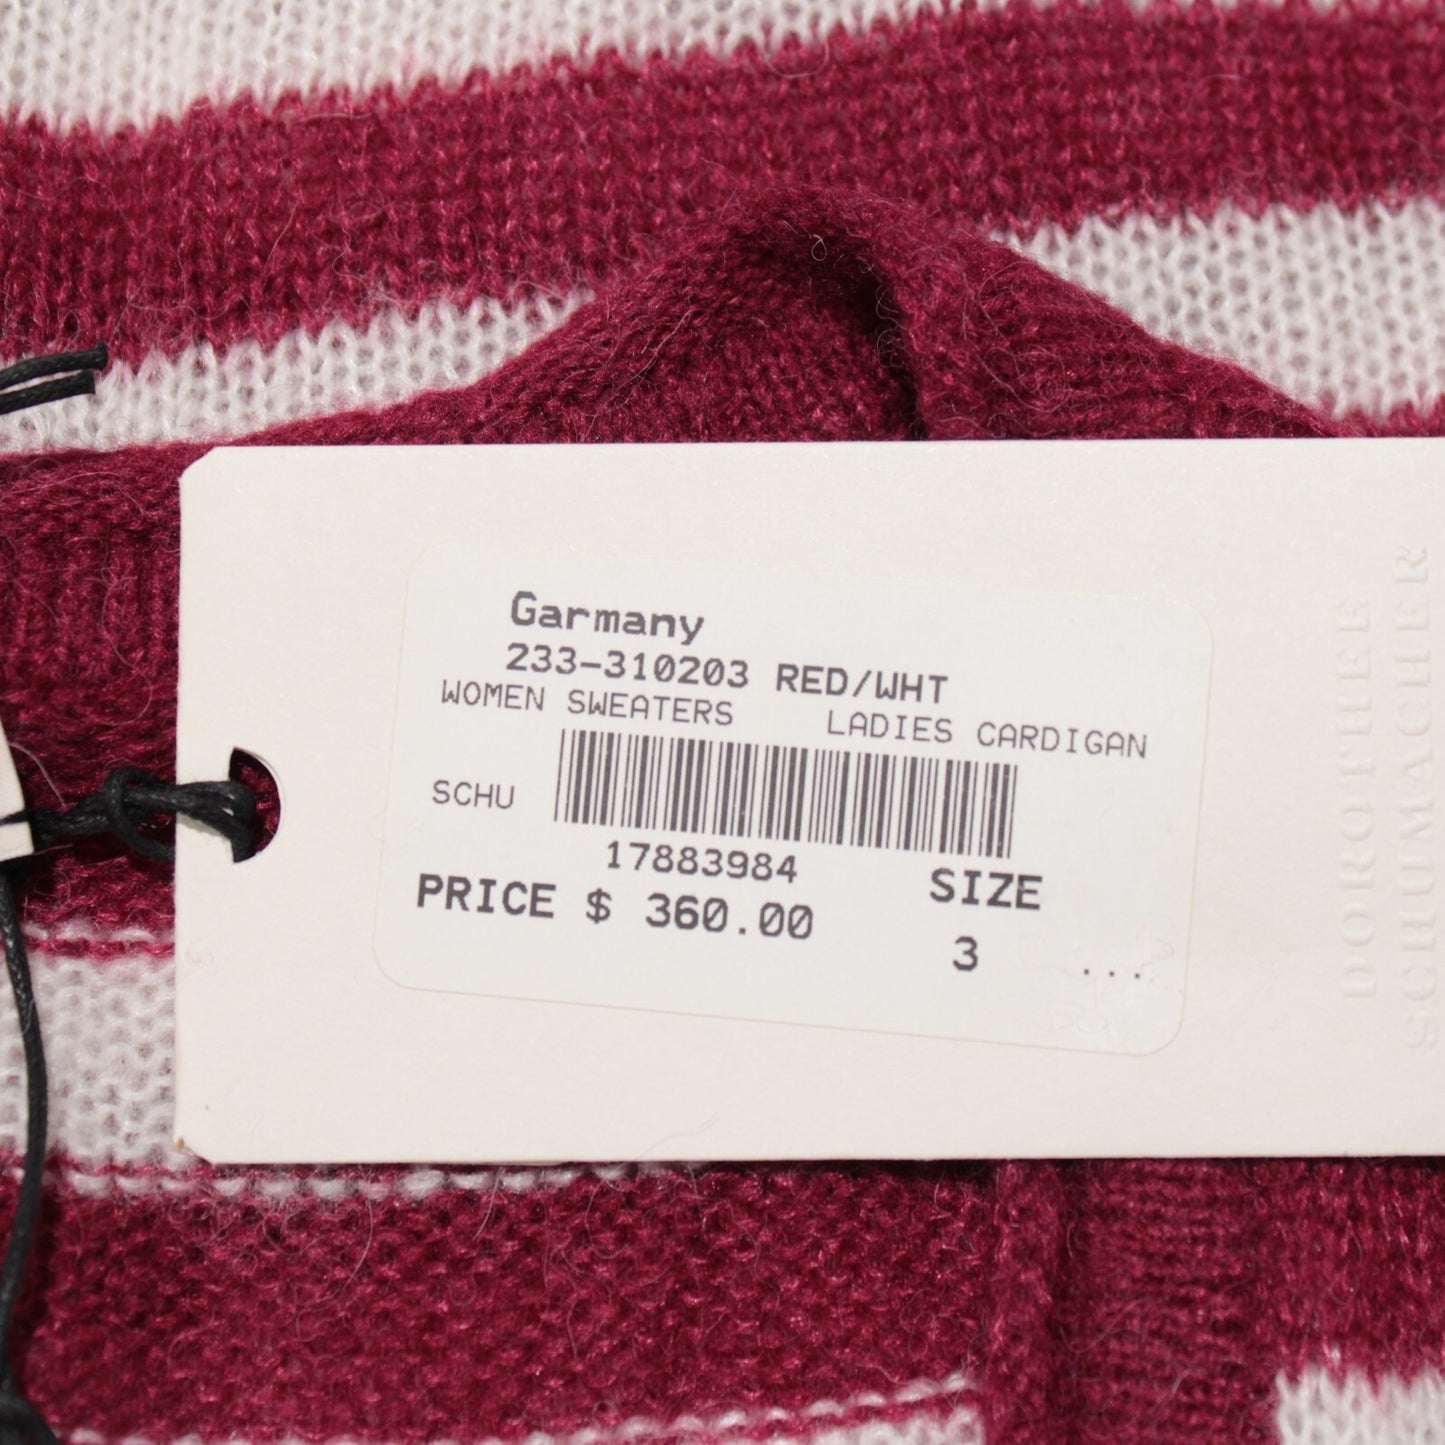 Garmany
233-310203 RED/WHT
WOMEN SWEATERS LADIES CARDIGAN
SCHU
17883984
PRICE $ 360.00
SIZE
3
...
DOROTHEE
SCHUMACHER